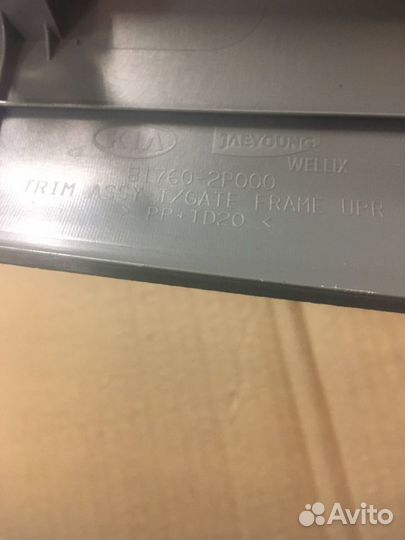 KIA JAEYOUNG
WELLIX
81760-2P000
TRIM ASSY T/GATE FRAME UPR
> PP+TD20 <
Avito